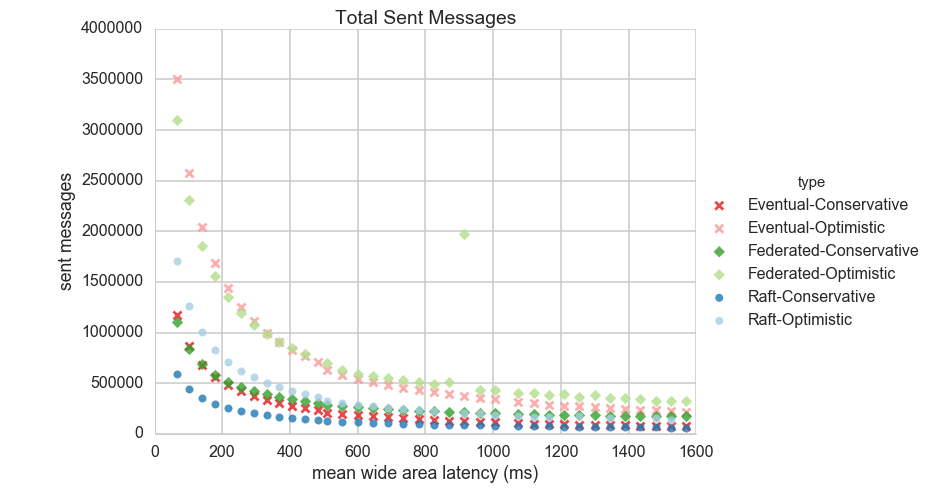 Total Sent Messages
4000000
3500000
3000000
2500000
2000000
1500000
1000000
500000
0
sent messages
0 200 400 600 800 1000 1200 1400 1600
mean wide area latency (ms)
type
Eventual-Conservative
Eventual-Optimistic
Federated-Conservative
Federated-Optimistic
Raft-Conservative
Raft-Optimistic